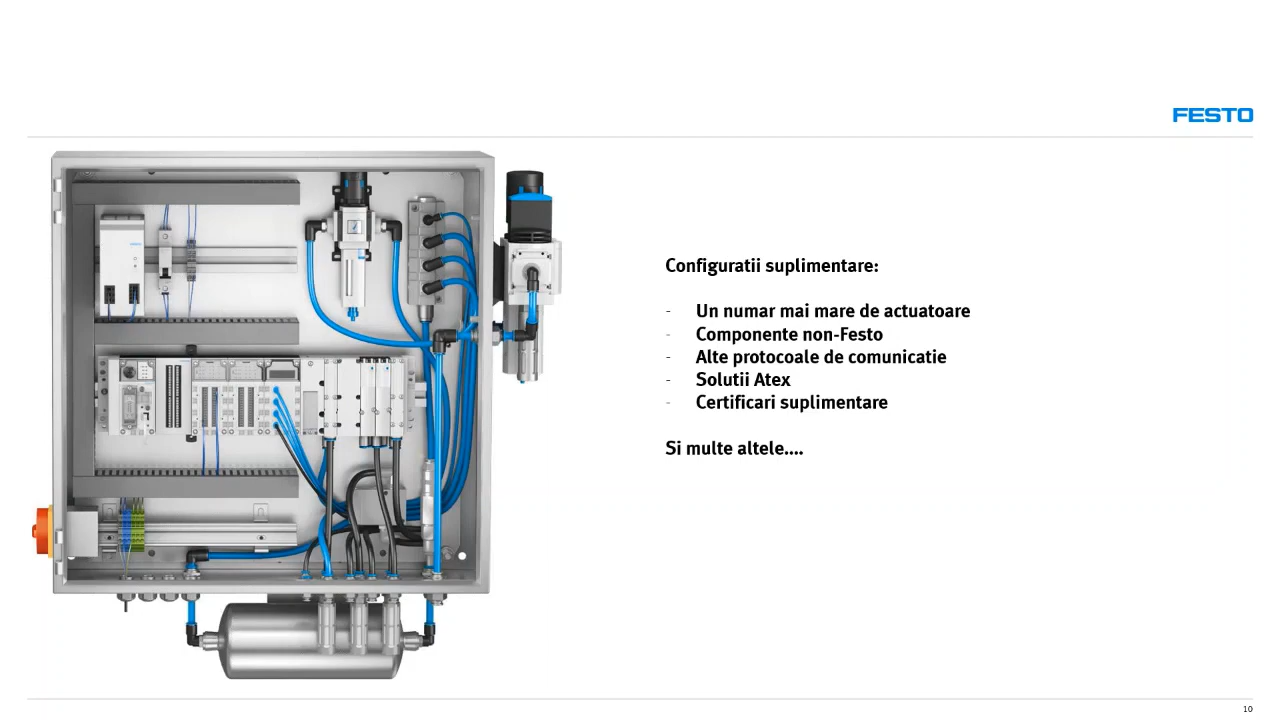 FESTO
Configuratii suplimentare:
- Un numar mai mare de actuatoare
- Componente non-Festo
- Alte protocoale de comunicatie
- Solutii Atex
- Certificari suplimentare
Si multe altele....
10